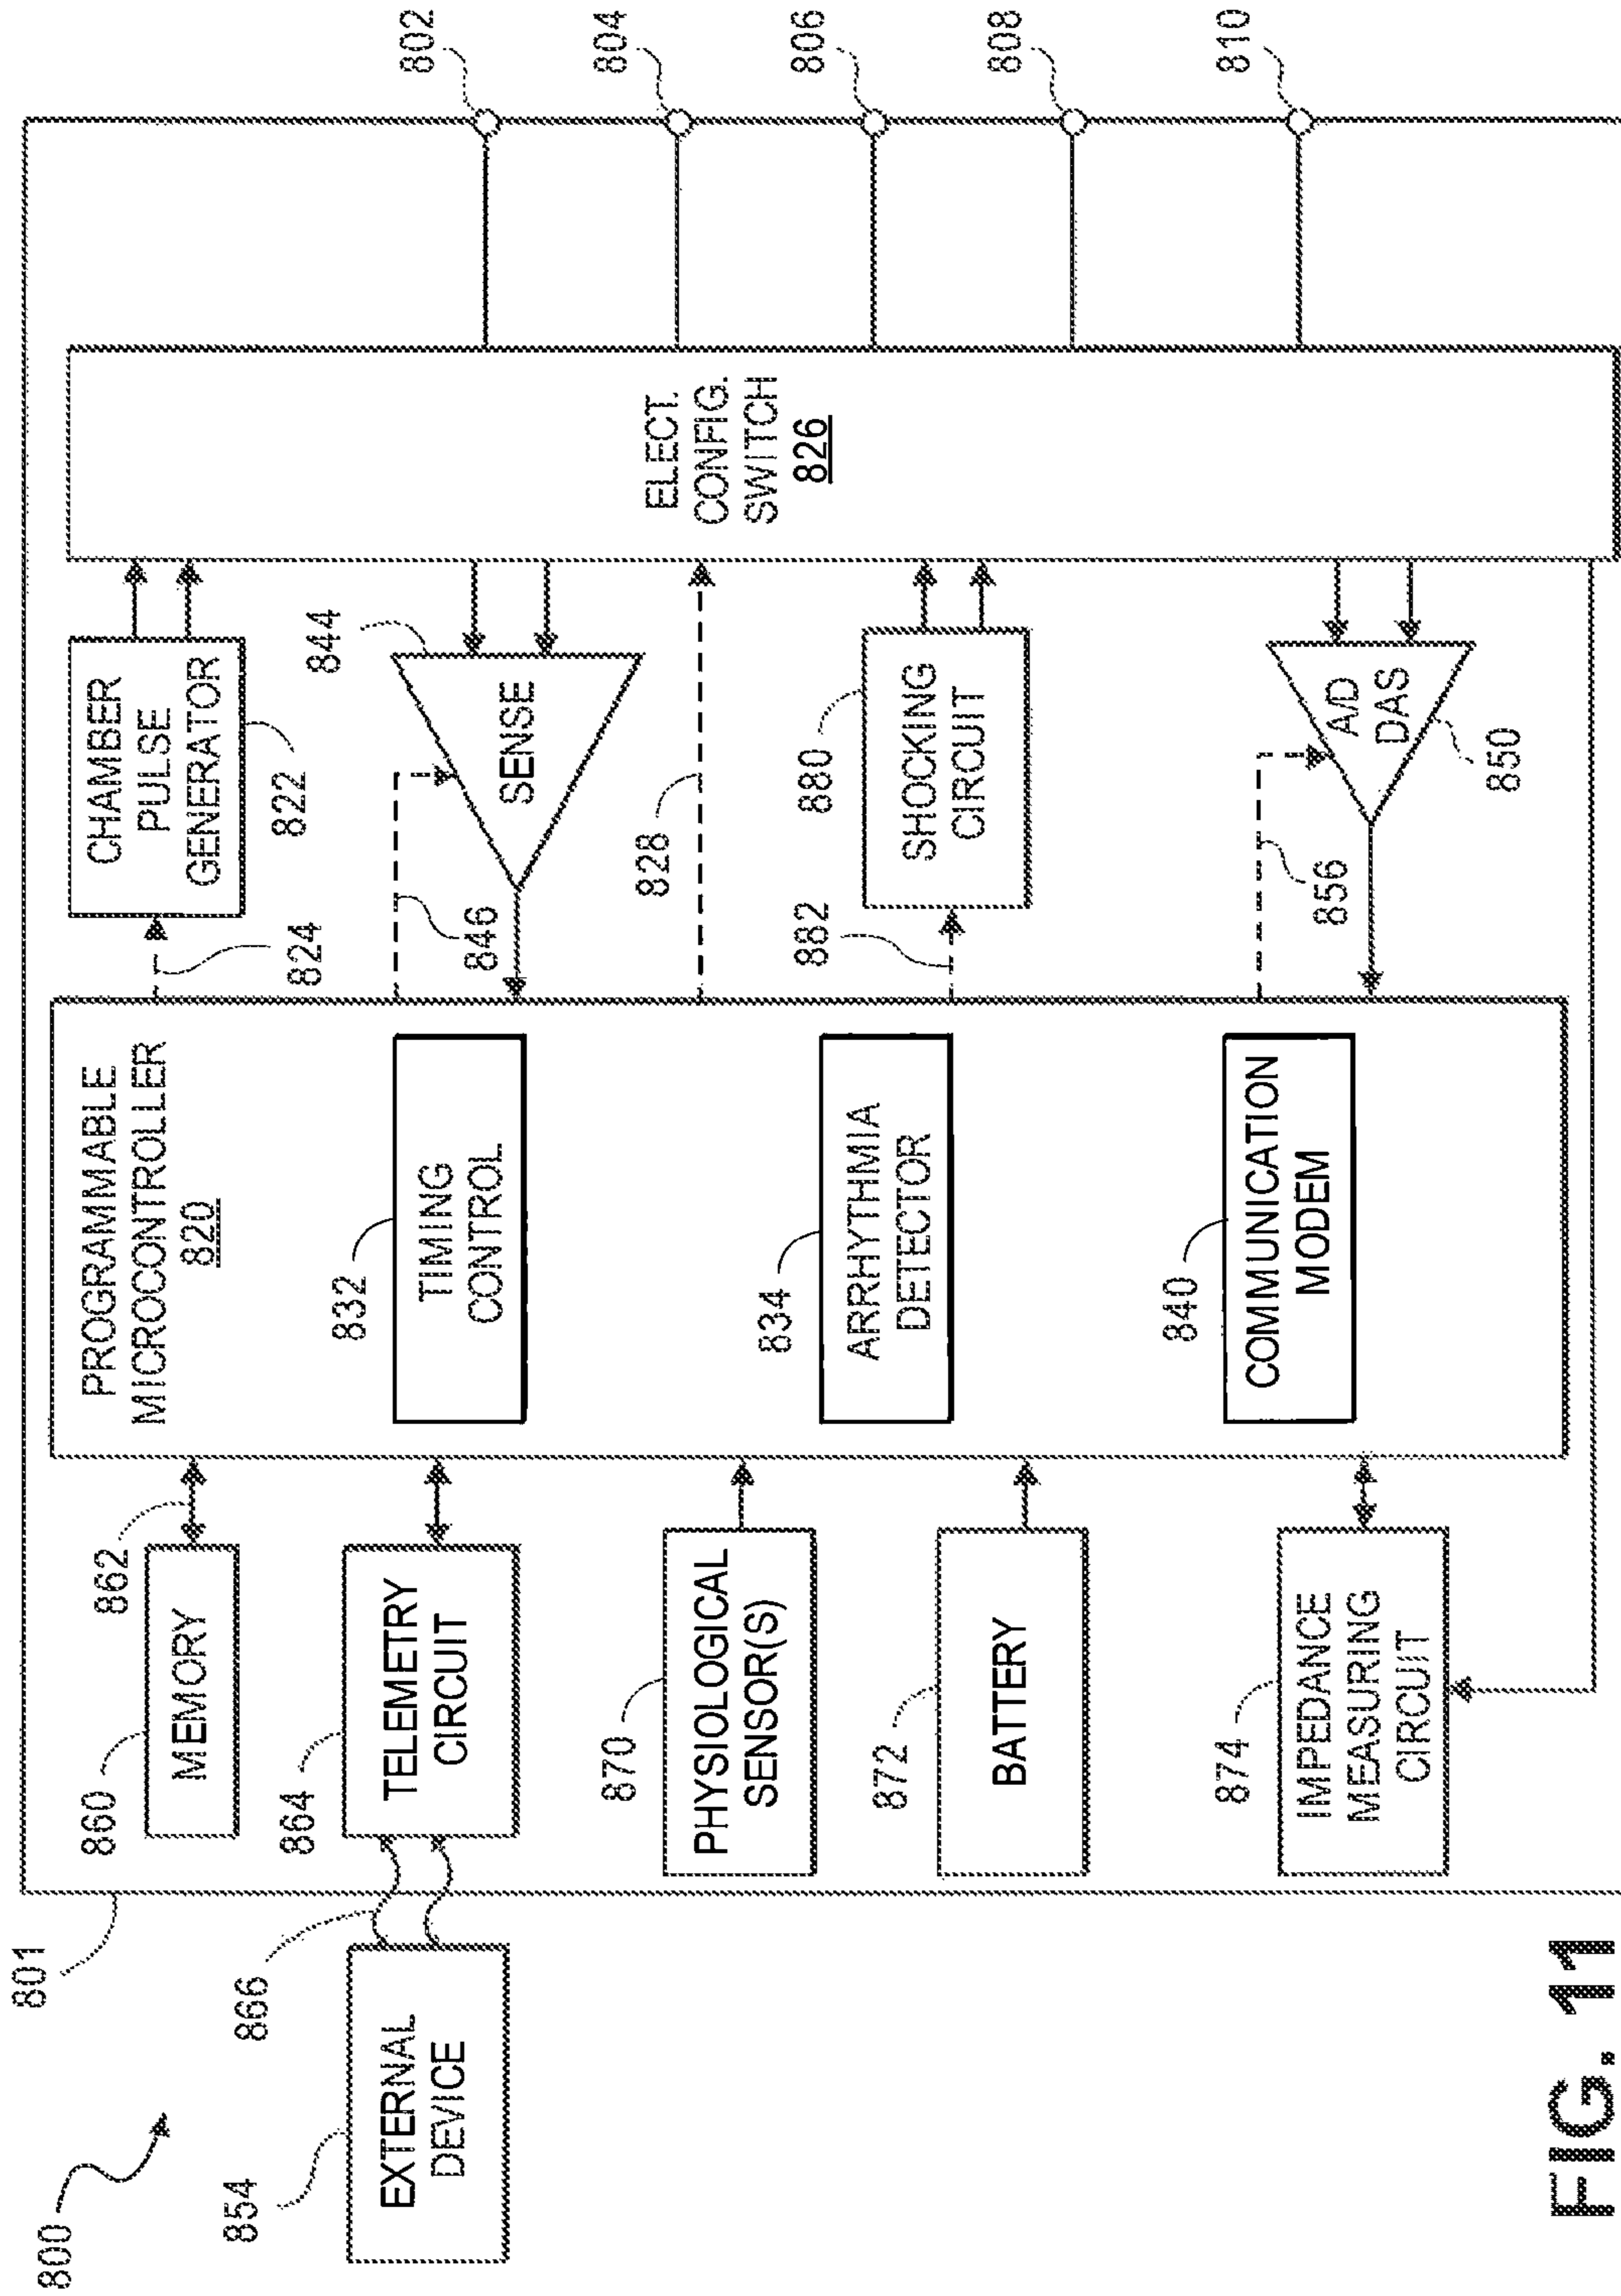 800
801
EXTERNAL
DEVICE
854
866
860
MEMORY
862
864
TELEMETRY
CIRCUIT
870
PHYSIOLOGICAL
SENSOR(S)
872
BATTERY
874
IMPEDANCE
MEASURING
CIRCUIT
PROGRAMMABLE
MICROCONTROLLER
820
832
TIMING
CONTROL
834
ARRHYTHMIA
DETECTOR
840
COMMUNICATION
MODEM
824
CHAMBER
PULSE
GENERATOR
822
846
SENSE
844
828
882
SHOCKING
CIRCUIT
880
856
A/D
DAS
850
ELECT.
CONFIG.
SWITCH
826
802
804
806
808
810
FIG. 11